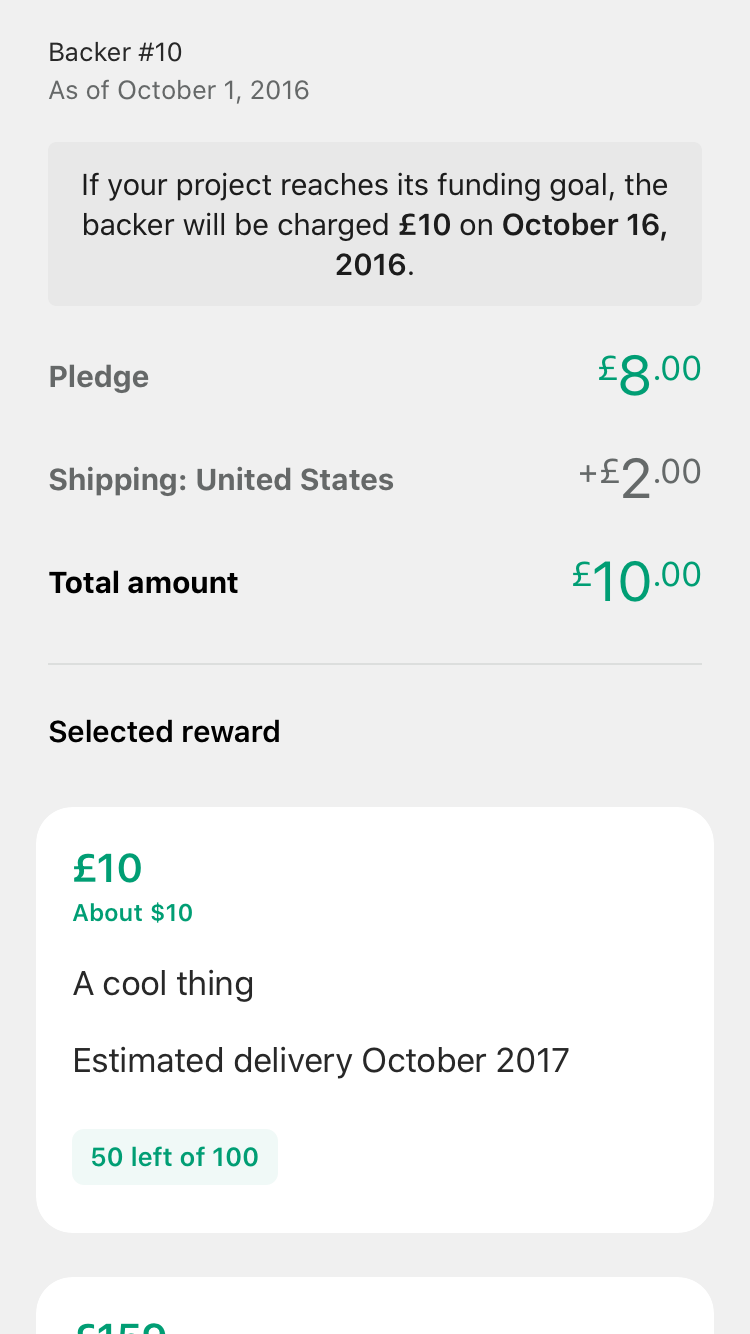 Backer #10
As of October 1, 2016
If your project reaches its funding goal, the
backer will be charged £10 on October 16,
2016.
Pledge £8.00
Shipping: United States +£2.00
Total amount £10.00
Selected reward
£10
About $10
A cool thing
Estimated delivery October 2017
50 left of 100
£159